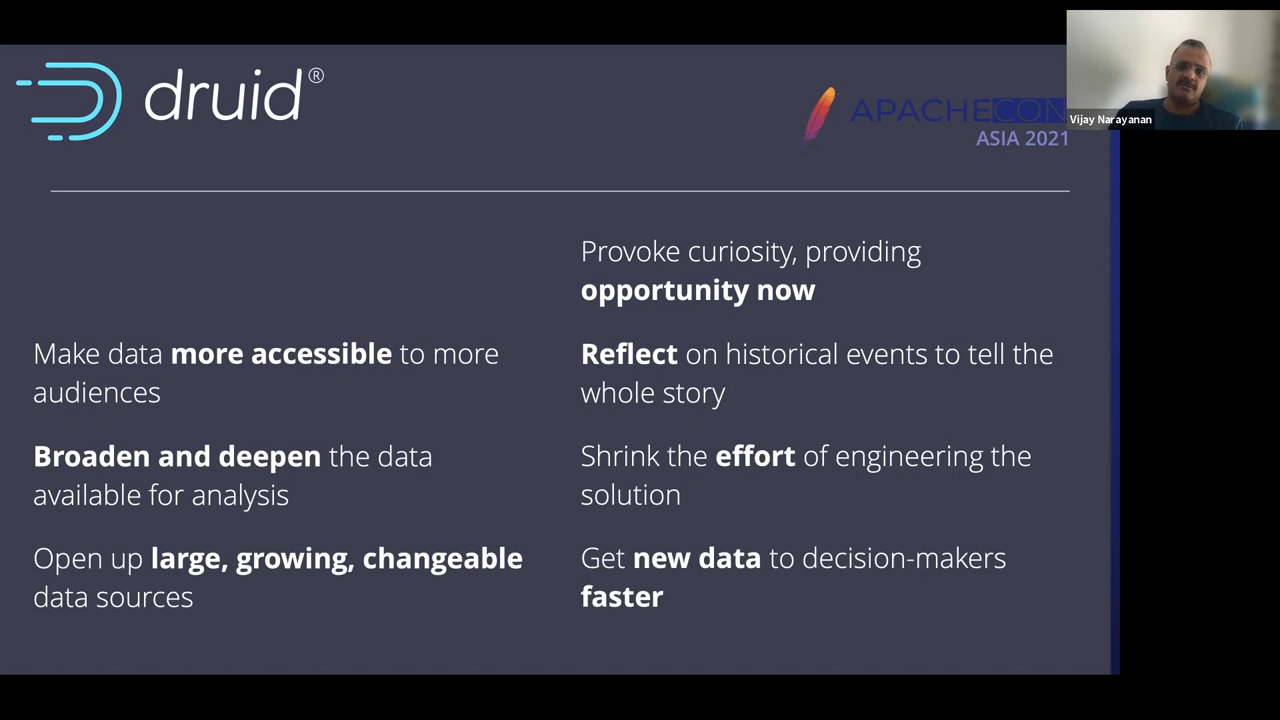 druid®
APACHECON
ASIA 2021
Vijay Narayanan
Make data more accessible to more
audiences
Broaden and deepen the data
available for analysis
Open up large, growing, changeable
data sources
Provoke curiosity, providing
opportunity now
Reflect on historical events to tell the
whole story
Shrink the effort of engineering the
solution
Get new data to decision-makers
faster